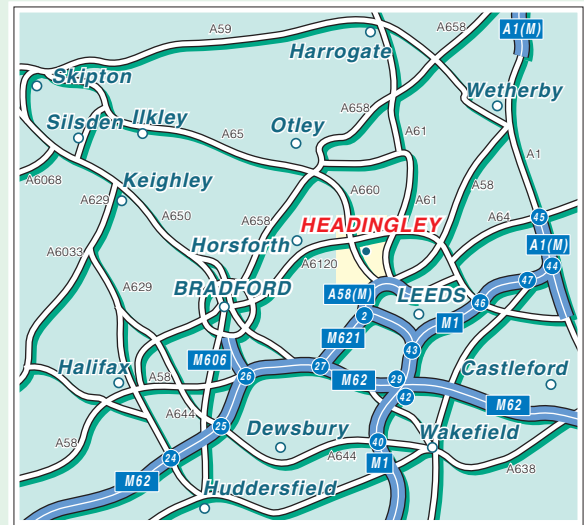 A59
A658
A1(M)
Harrogate
Skipton
Wetherby
A658
Silsden
Ilkley
Otley
A65
A61
A1
A6068
Keighley
A629
A660
A58
A61
A650
A658
HEADINGLEY
A64
45
A6033
Horsforth
A1(M)
A6120
44
A629
BRADFORD
A58(M)
LEEDS
47
46
2
M1
M621
43
M606
Halifax
A58
26
27
M62
29
Castleford
42
M62
A644
25
Dewsbury
Wakefield
A58
40
24
A644
M1
A638
M62
Huddersfield